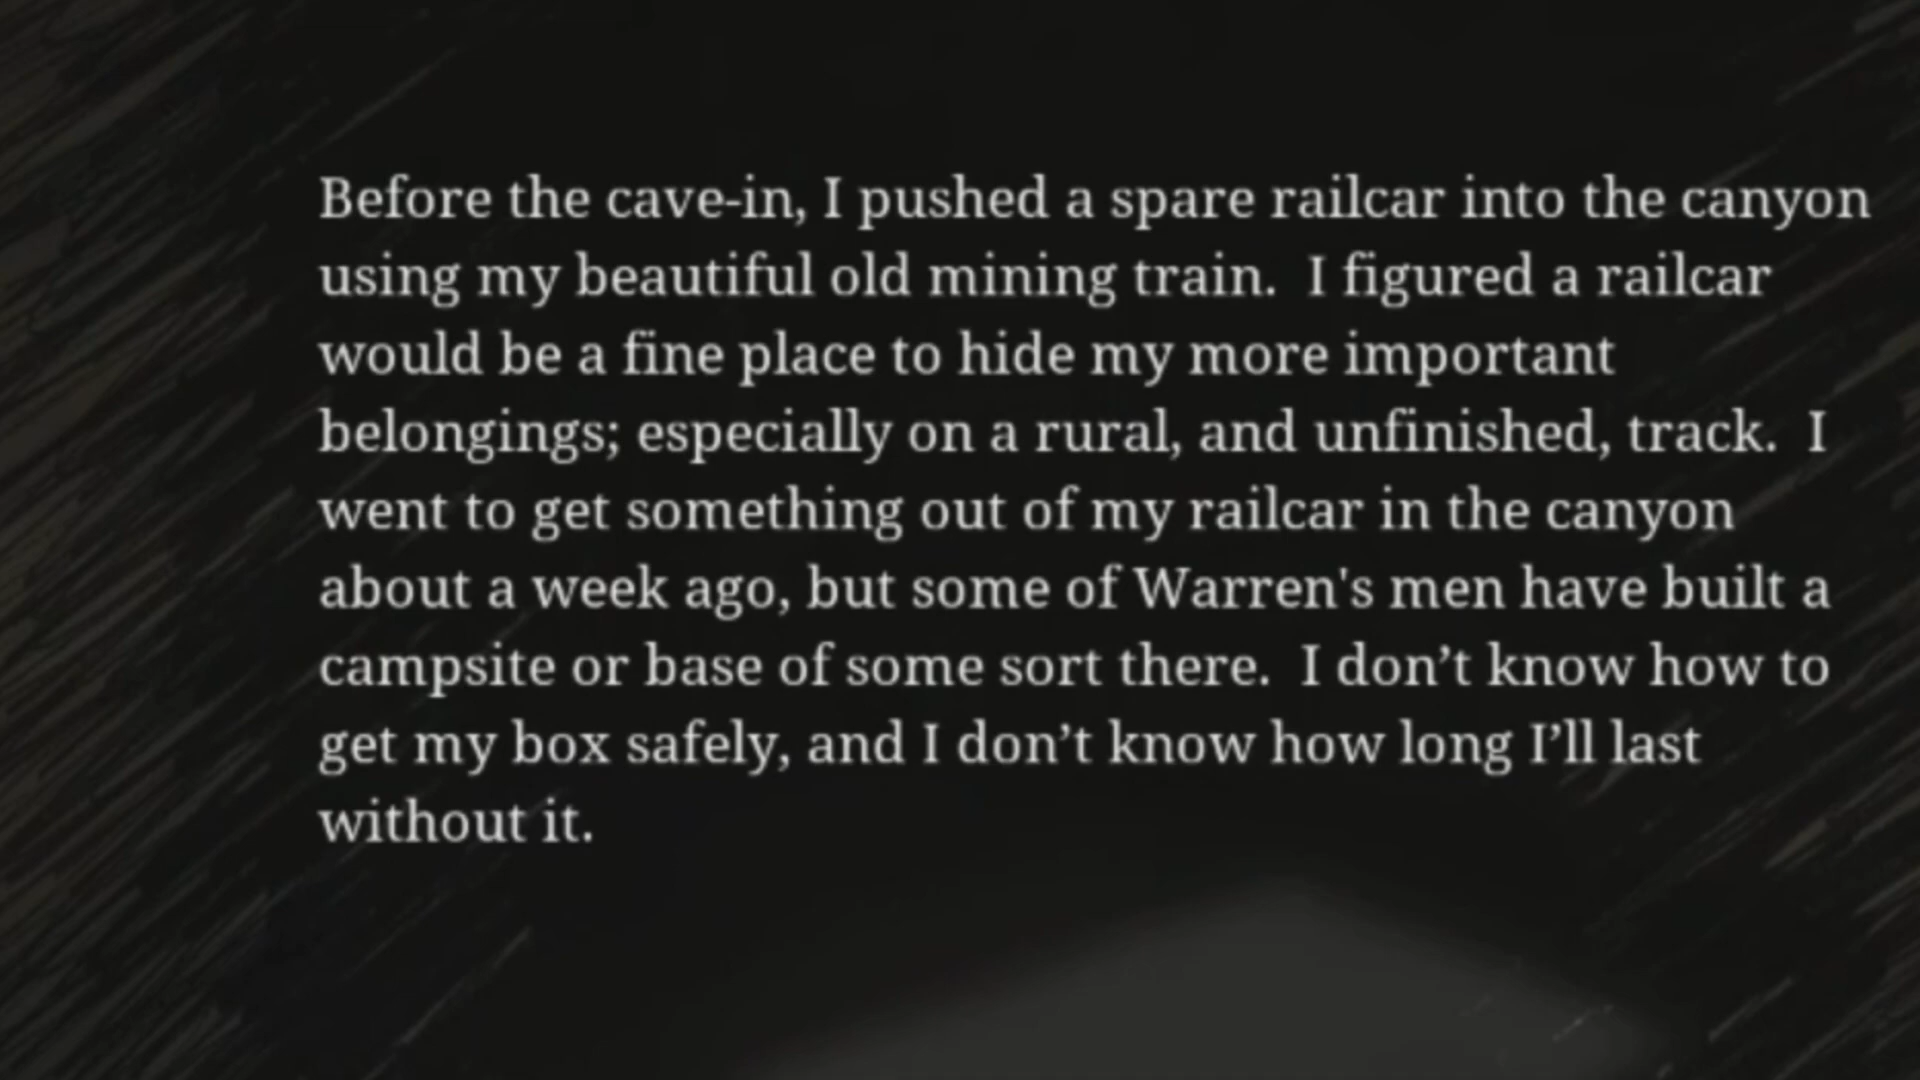 Before the cave-in, I pushed a spare railcar into the canyon
using my beautiful old mining train.  I figured a railcar
would be a fine place to hide my more important
belongings; especially on a rural, and unfinished, track.  I
went to get something out of my railcar in the canyon
about a week ago, but some of Warren's men have built a
campsite or base of some sort there.  I don’t know how to
get my box safely, and I don’t know how long I’ll last
without it.